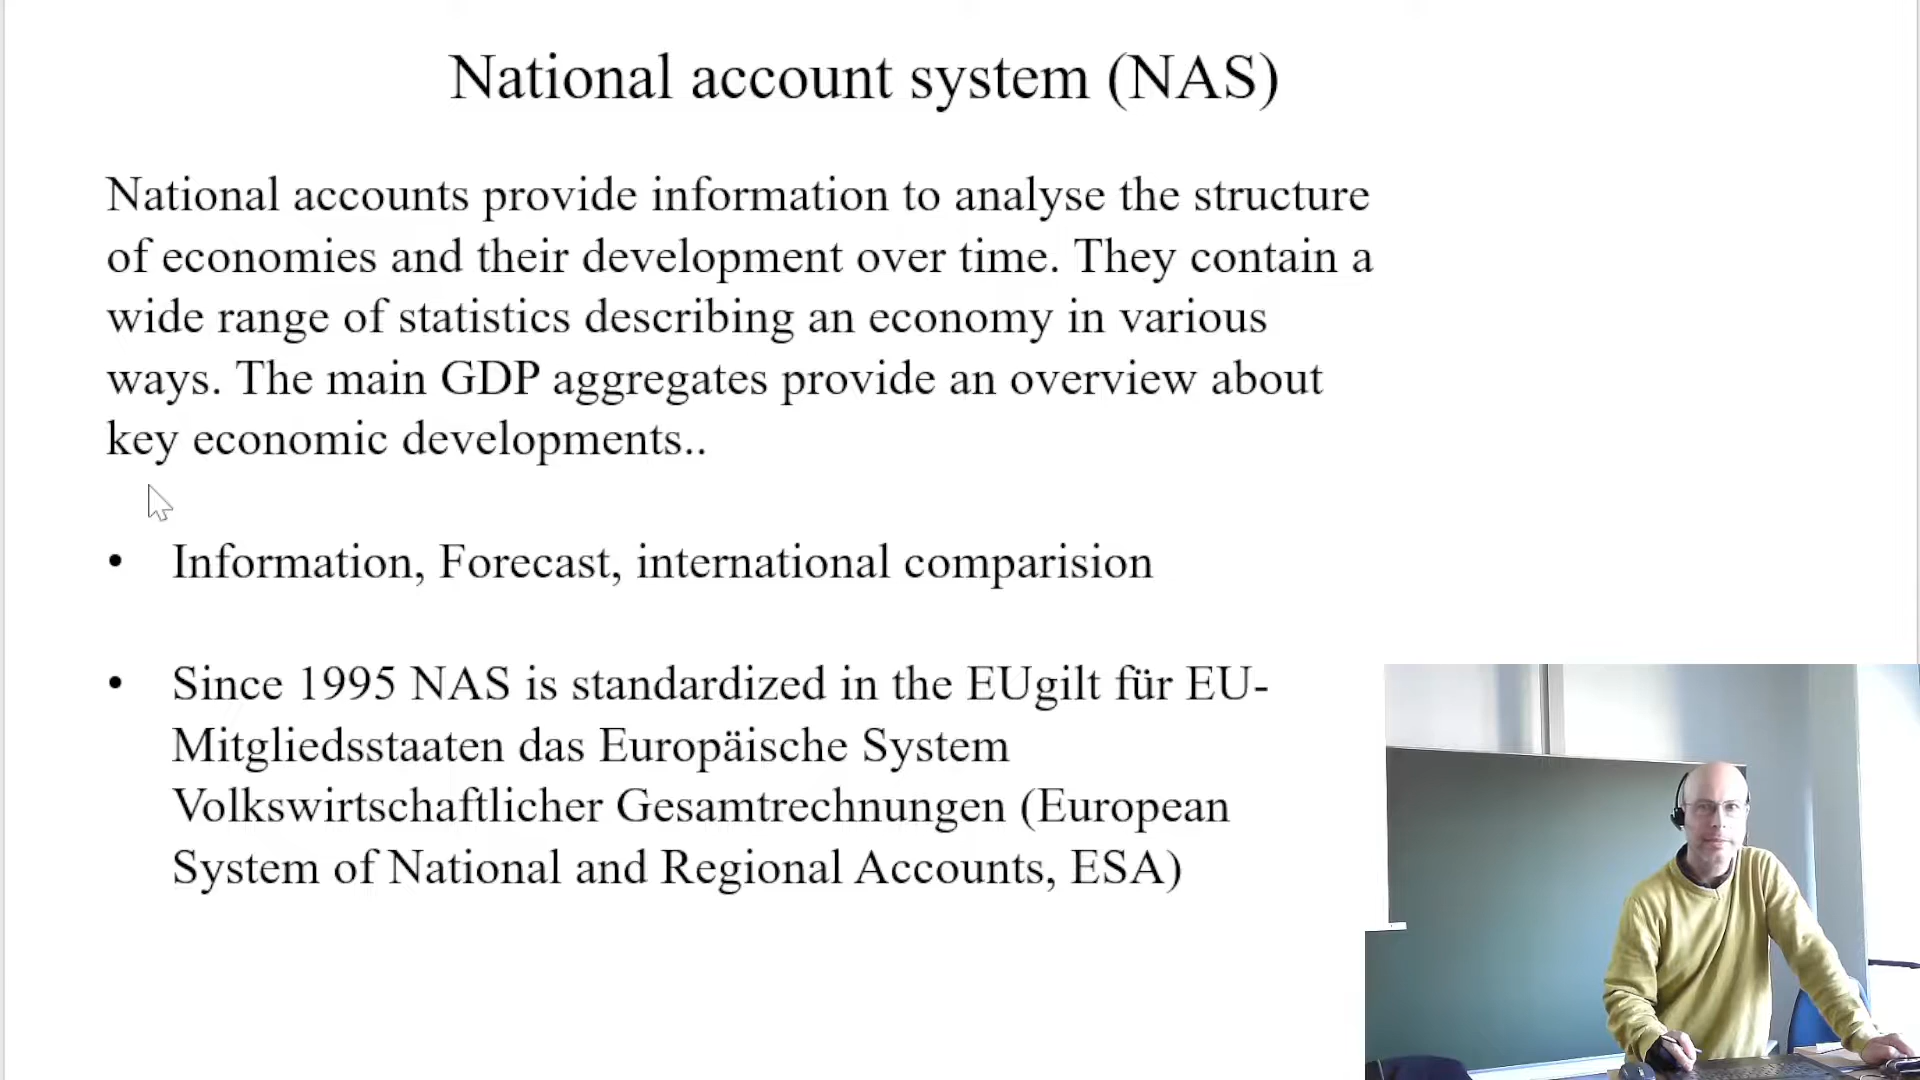 National account system (NAS)
National accounts provide information to analyse the structure
of economies and their development over time. They contain a
wide range of statistics describing an economy in various
ways. The main GDP aggregates provide an overview about
key economic developments..
• Information, Forecast, international comparision
• Since 1995 NAS is standardized in the EUgilt für EU-
Mitgliedsstaaten das Europäische System
Volkswirtschaftlicher Gesamtrechnungen (European
System of National and Regional Accounts, ESA)